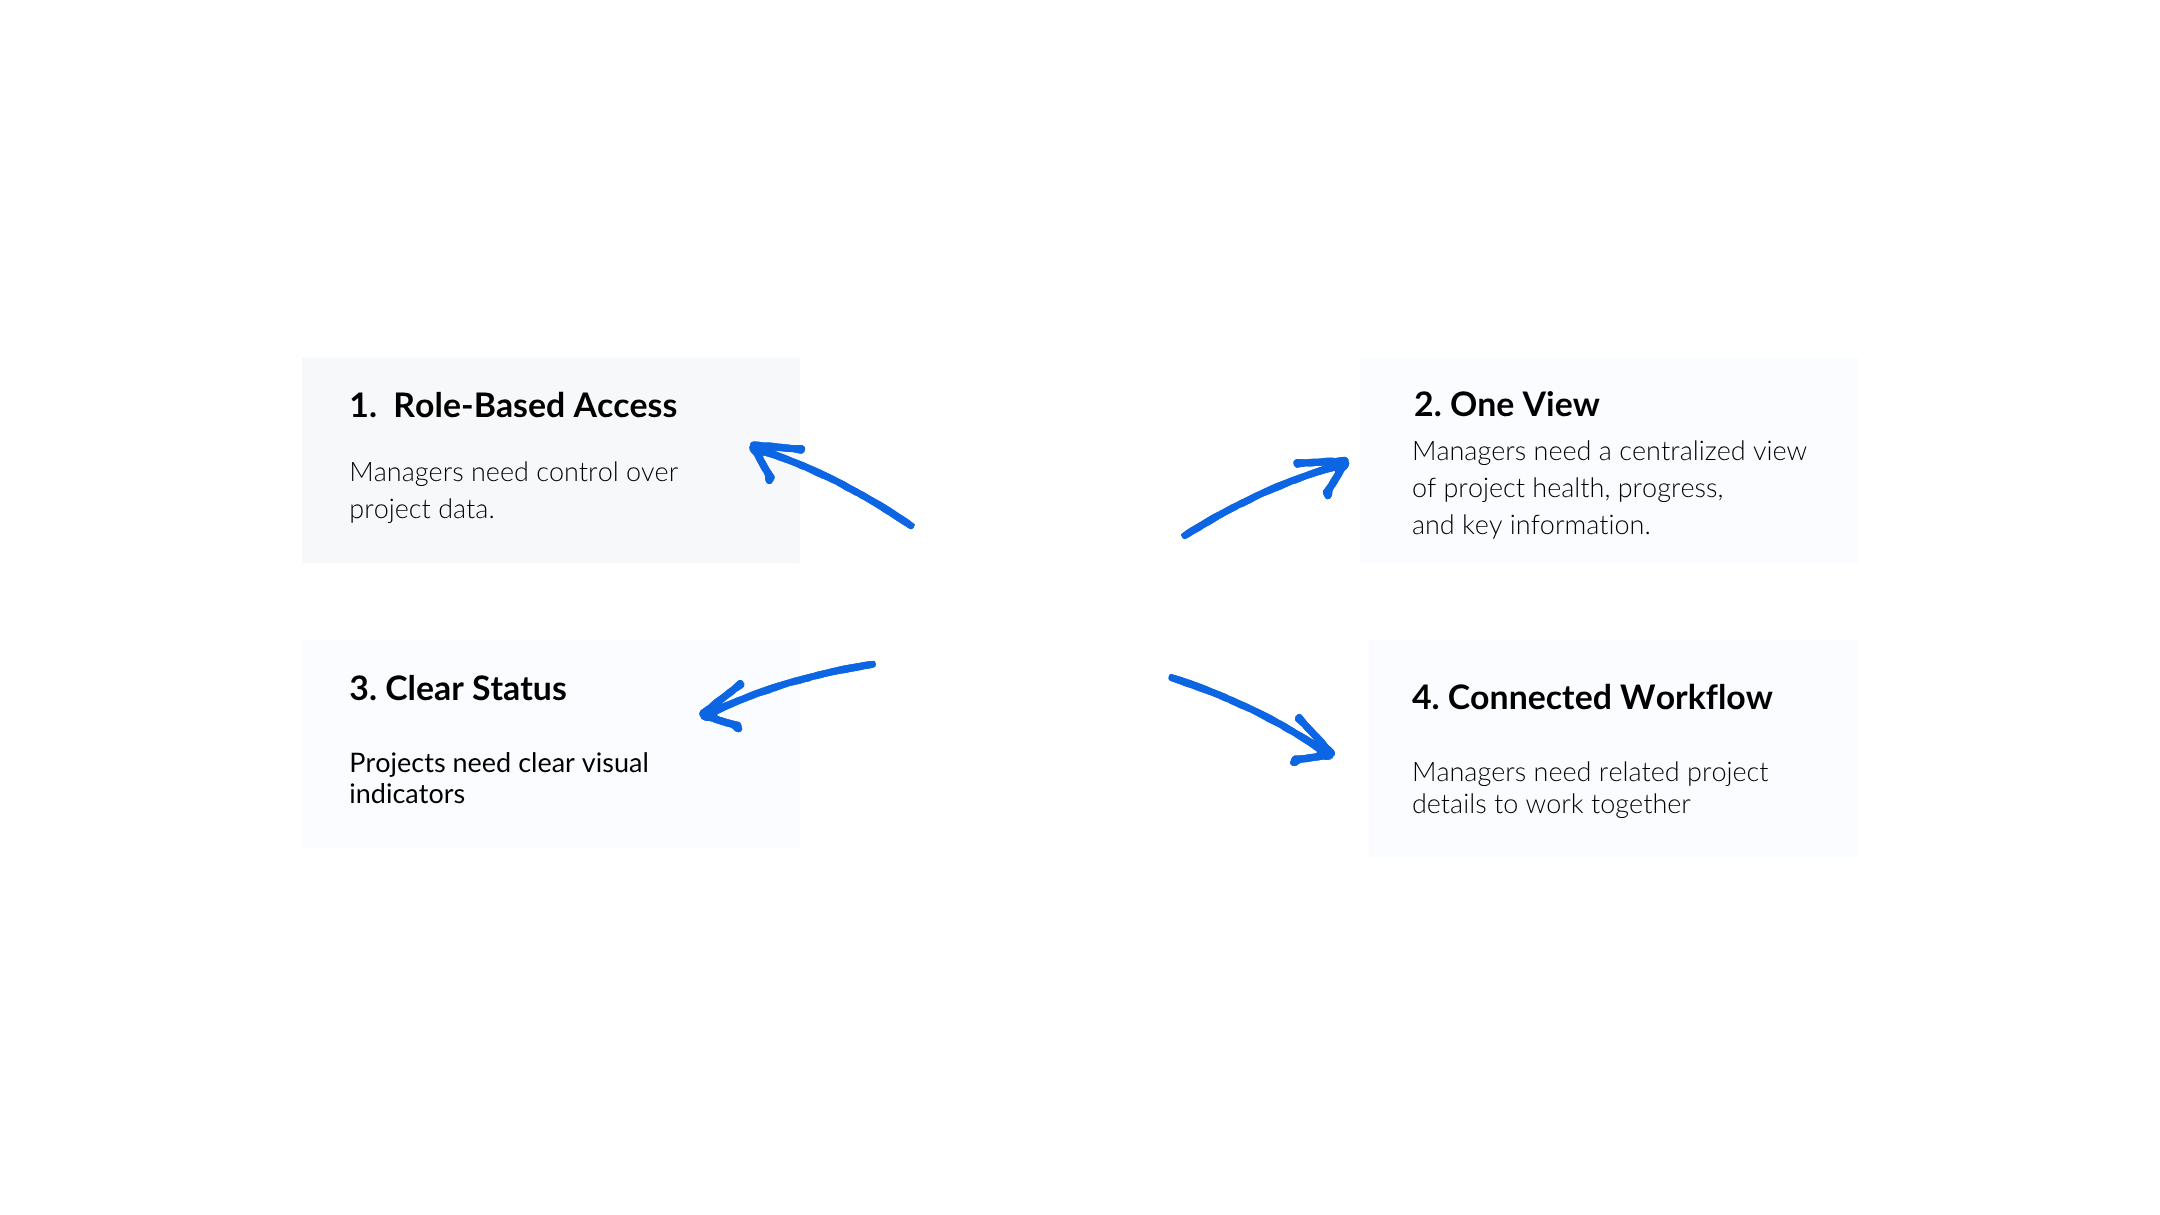 1.  Role-Based Access
Managers need control over
project data.
2. One View
Managers need a centralized view
of project health, progress,
and key information.
3. Clear Status
Projects need clear visual
indicators
4. Connected Workflow
Managers need related project
details to work together